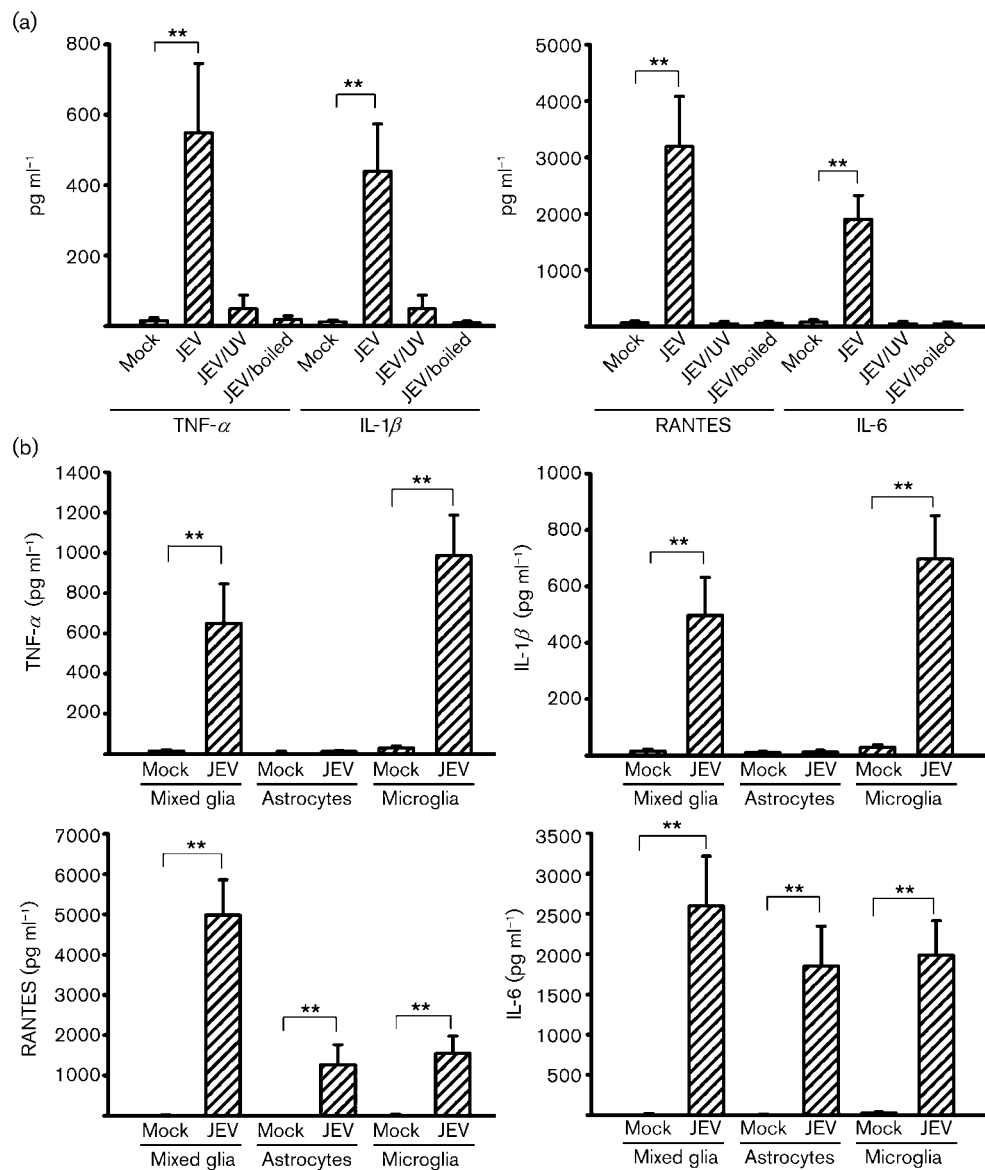 (a)
**
**
800
600
400
200
pg ml⁻¹
Mock
JEV
JEV/UV
JEV/boiled
Mock
JEV
JEV/UV
JEV/boiled
TNF-α
IL-1β
**
**
5000
4000
3000
2000
1000
pg ml⁻¹
Mock
JEV
JEV/UV
JEV/boiled
Mock
JEV
JEV/UV
JEV/boiled
RANTES
IL-6
(b)
**
**
1400
1200
1000
800
600
400
200
TNF-α (pg ml⁻¹)
Mock JEV Mock JEV Mock JEV
Mixed glia Astrocytes Microglia
**
**
1000
800
600
400
200
IL-1β (pg ml⁻¹)
Mock JEV Mock JEV Mock JEV
Mixed glia Astrocytes Microglia
**
**
**
7000
6000
5000
4000
3000
2000
1000
RANTES (pg ml⁻¹)
Mock JEV Mock JEV Mock JEV
Mixed glia Astrocytes Microglia
**
**
**
3500
3000
2500
2000
1500
1000
500
IL-6 (pg ml⁻¹)
Mock JEV Mock JEV Mock JEV
Mixed glia Astrocytes Microglia